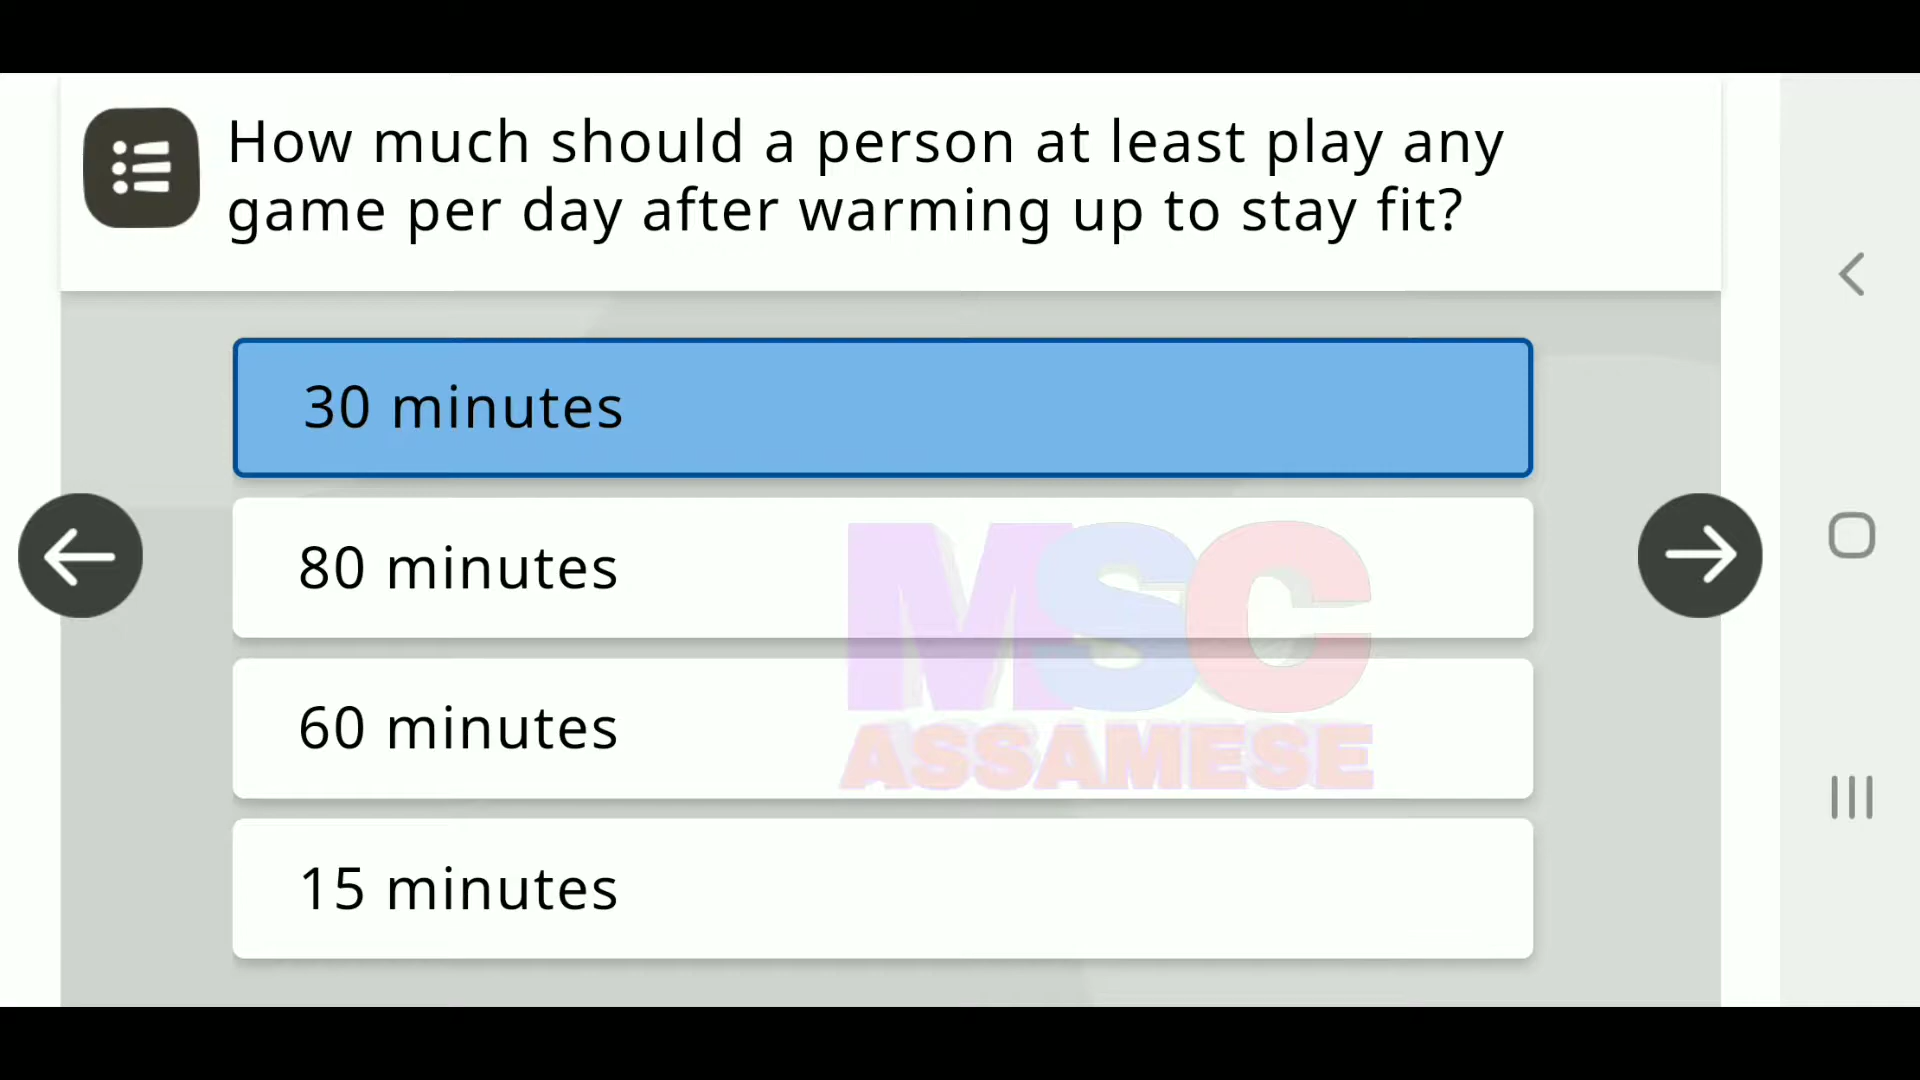 How much should a person at least play any
game per day after warming up to stay fit?
30 minutes
80 minutes
60 minutes
15 minutes
MSC
ASSAMESE